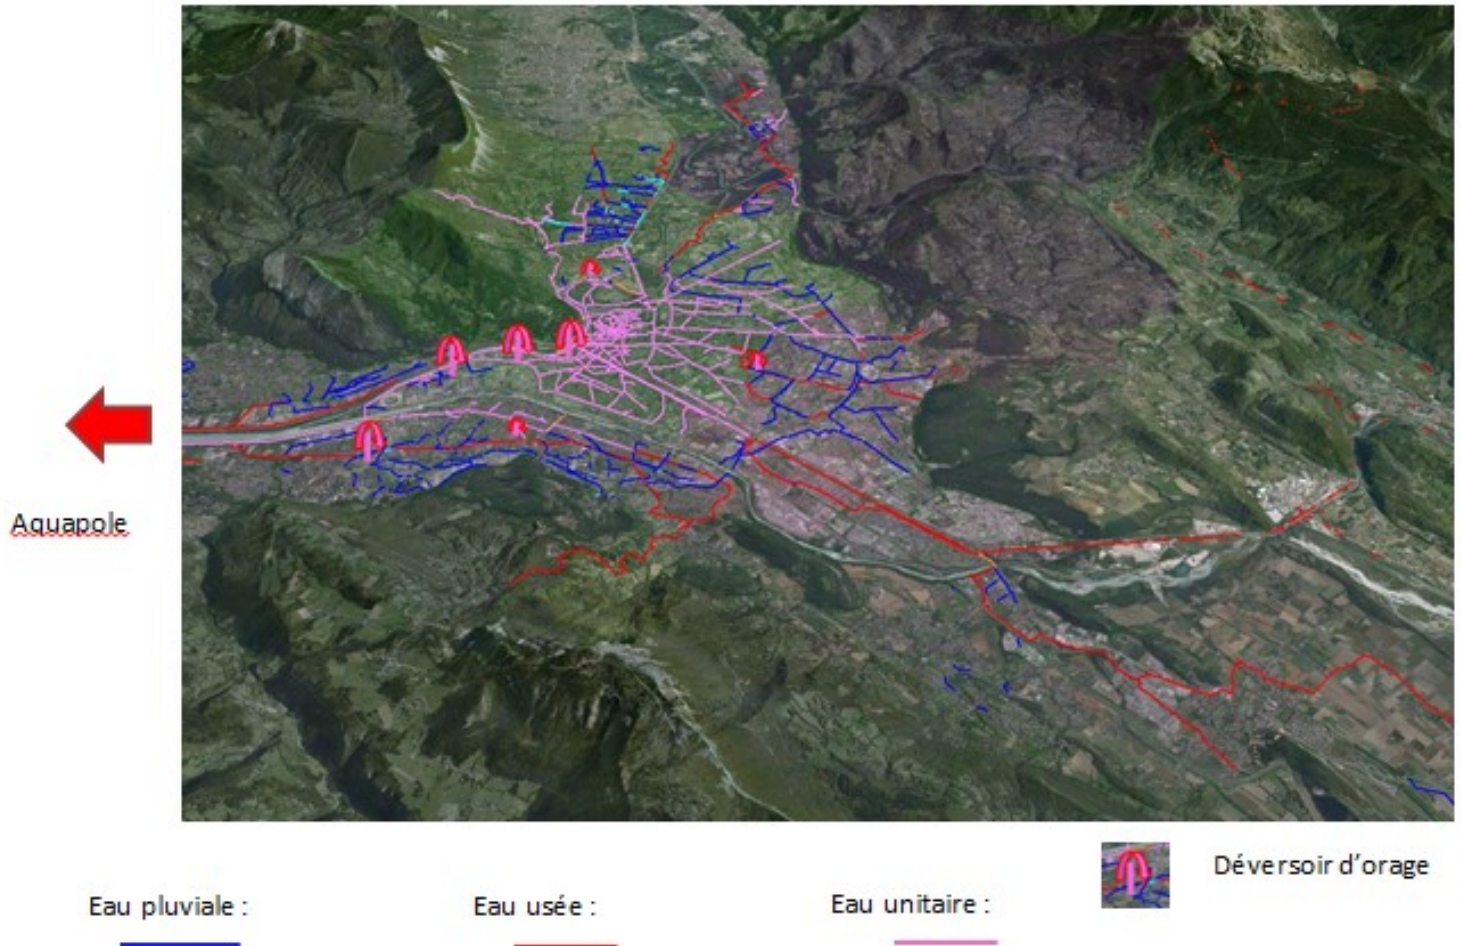 Aquapole
Déversoir d'orage
Eau pluviale :
Eau usée :
Eau unitaire :